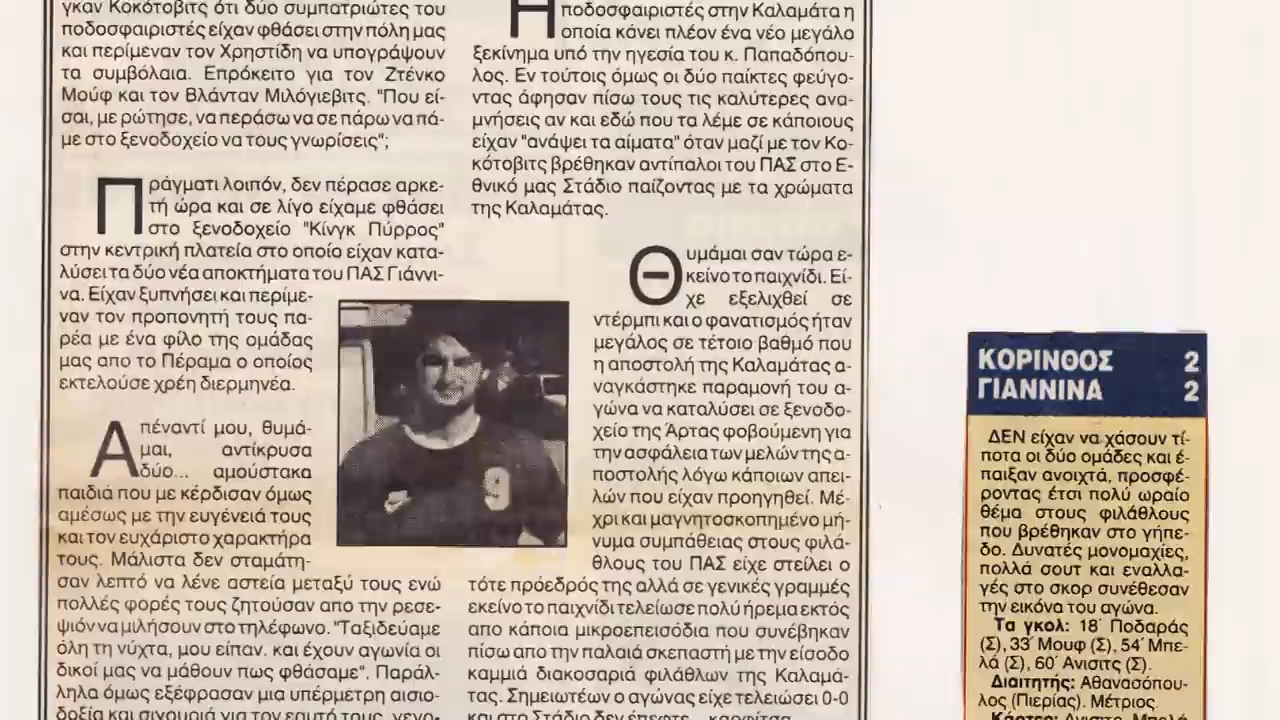 γκαν Κοκότοβιτς ότι δύο συμπατριώτες του
ποδοσφαιριστές είχαν φθάσει στην πόλη μας
και περίμεναν τον Χρηστίδη να υπογράψουν
τα συμβόλαια. Επρόκειτο για τον Ζτένκο
Μούφ και τον Βλάνταν Μιλόγιεβιτς. "Που εί-
σαι, με ρώτησε, να περάσω να σε πάρω να πά-
με στο ξενοδοχείο να τους γνωρίσεις";
Πράγματι λοιπόν, δεν πέρασε αρκε-
τή ώρα και σε λίγο είχαμε φθάσει
στο ξενοδοχείο "Κίνγκ Πύρρος"
στην κεντρική πλατεία στο οποίο είχαν κατα-
λύσει τα δύο νέα αποκτήματα του ΠΑΣ Γιάννι-
να. Είχαν ξυπνήσει και περίμε-
ναν τον προπονητή τους πα-
ρέα με ένα φίλο της ομάδας
μας απο το Πέραμα ο οποίος
εκτελούσε χρέη διερμηνέα.
Απέναντί μου, θυμά-
μαι, αντίκρυσα
δύο... αμούστακα
παιδιά που με κέρδισαν όμως
αμέσως με την ευγένειά τους
και τον ευχάριστο χαρακτήρα
τους. Μάλιστα δεν σταμάτη-
σαν λεπτό να λένε αστεία μεταξύ τους ενώ
πολλές φορές τους ζητούσαν απο την ρεσε-
ψιόν να μιλήσουν στο τηλέφωνο. "Ταξιδεύαμε
όλη τη νύχτα, μου είπαν. και έχουν αγωνία οι
δικοί μας να μάθουν πως φθάσαμε". Παράλ-
ληλα όμως εξέφρασαν μια υπέρμετρη αισιο-
δοξία και σιγουριά για τον εαυτό τους, γεγο-
Η ποδοσφαιριστές στην Καλαμάτα η
οποία κάνει πλέον ένα νέο μεγάλο
ξεκίνημα υπό την ηγεσία του κ. Παπαδόπου-
λος. Εν τούτοις όμως οι δύο παίκτες φεύγο-
ντας άφησαν πίσω τους τις καλύτερες ανα-
μνήσεις αν και εδώ που τα λέμε σε κάποιους
είχαν "ανάψει τα αίματα" όταν μαζί με τον Κο-
κότοβιτς βρέθηκαν αντίπαλοι του ΠΑΣ στο Ε-
θνικό μας Στάδιο παίζοντας με τα χρώματα
της Καλαμάτας.
Θυμάμαι σαν τώρα ε-
κείνο το παιχνίδι. Εί-
χε εξελιχθεί σε
ντέρμπι και ο φανατισμός ήταν
μεγάλος σε τέτοιο βαθμό που
η αποστολή της Καλαμάτας α-
ναγκάστηκε παραμονή του α-
γώνα να καταλύσει σε ξενοδο-
χείο της Άρτας φοβούμενη για
την ασφάλεια των μελών της α-
ποστολής λόγω κάποιων απει-
λών που είχαν προηγηθεί. Μέ-
χρι και μαγνητοσκοπημένο μή-
νυμα συμπάθειας στους φιλά-
θλους του ΠΑΣ είχε στείλει ο
τότε πρόεδρός της αλλά σε γενικές γραμμές
εκείνο το παιχνίδι τελείωσε πολύ ήρεμα εκτός
απο κάποια μικροεπεισόδια που συνέβηκαν
πίσω απο την παλαιά σκεπαστή με την είσοδο
καμμιά διακοσαριά φιλάθλων της Καλαμά-
τας. Σημειωτέον ο αγώνας είχε τελειώσει 0-0
και στο Στάδιο δεν έπεφτε... καρφίτσα.
9
ΚΟΡΙΝΘΟΣ 2
ΓΙΑΝΝΙΝΑ 2
ΔΕΝ είχαν να χάσουν τί-
ποτα οι δύο ομάδες και έ-
παιξαν ανοιχτά, προσφέ-
ροντας έτσι πολύ ωραίο
θέμα στους φιλάθλους
που βρέθηκαν στο γήπε-
δο. Δυνατές μονομαχίες,
πολλά σουτ και εναλλα-
γές στο σκορ συνέθεσαν
την εικόνα του αγώνα.
Τα γκολ: 18΄ Ποδαράς
(Σ), 33΄ Μουφ (Σ), 54΄ Μπε-
λά (Σ), 60΄ Ανισιτς (Σ).
Διαιτητής: Αθανασόπου-
λος (Πιερίας). Μέτριος.
Κάρτες: Ανιστς, Μπελά